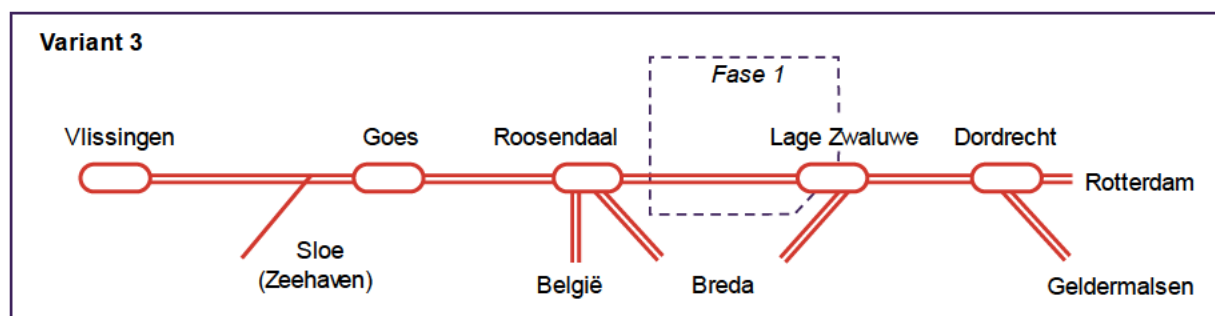 Variant 3
Fase 1
Vlissingen
Goes
Roosendaal
Lage Zwaluwe
Dordrecht
Rotterdam
Sloe
(Zeehaven)
België
Breda
Geldermalsen